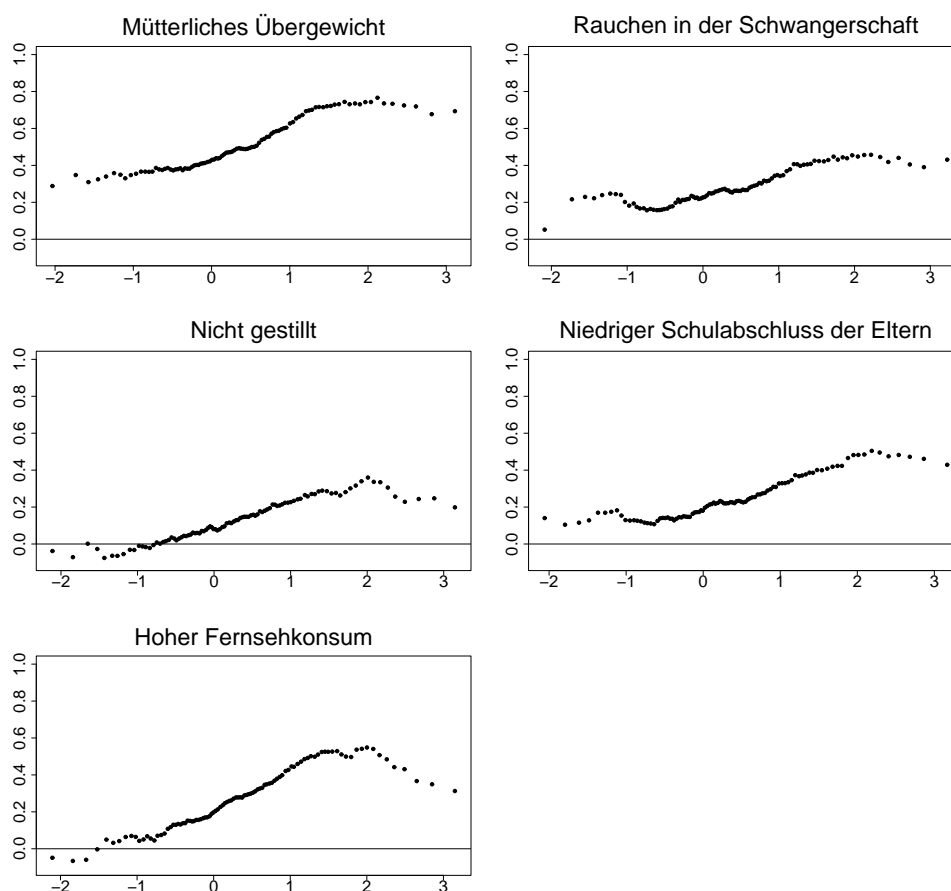 Mütterliches Übergewicht
0.0 0.2 0.4 0.6 0.8 1.0
−2 −1 0 1 2 3
Rauchen in der Schwangerschaft
0.0 0.2 0.4 0.6 0.8 1.0
−2 −1 0 1 2 3
Nicht gestillt
0.0 0.2 0.4 0.6 0.8 1.0
−2 −1 0 1 2 3
Niedriger Schulabschluss der Eltern
0.0 0.2 0.4 0.6 0.8 1.0
−2 −1 0 1 2 3
Hoher Fernsehkonsum
0.0 0.2 0.4 0.6 0.8 1.0
−2 −1 0 1 2 3